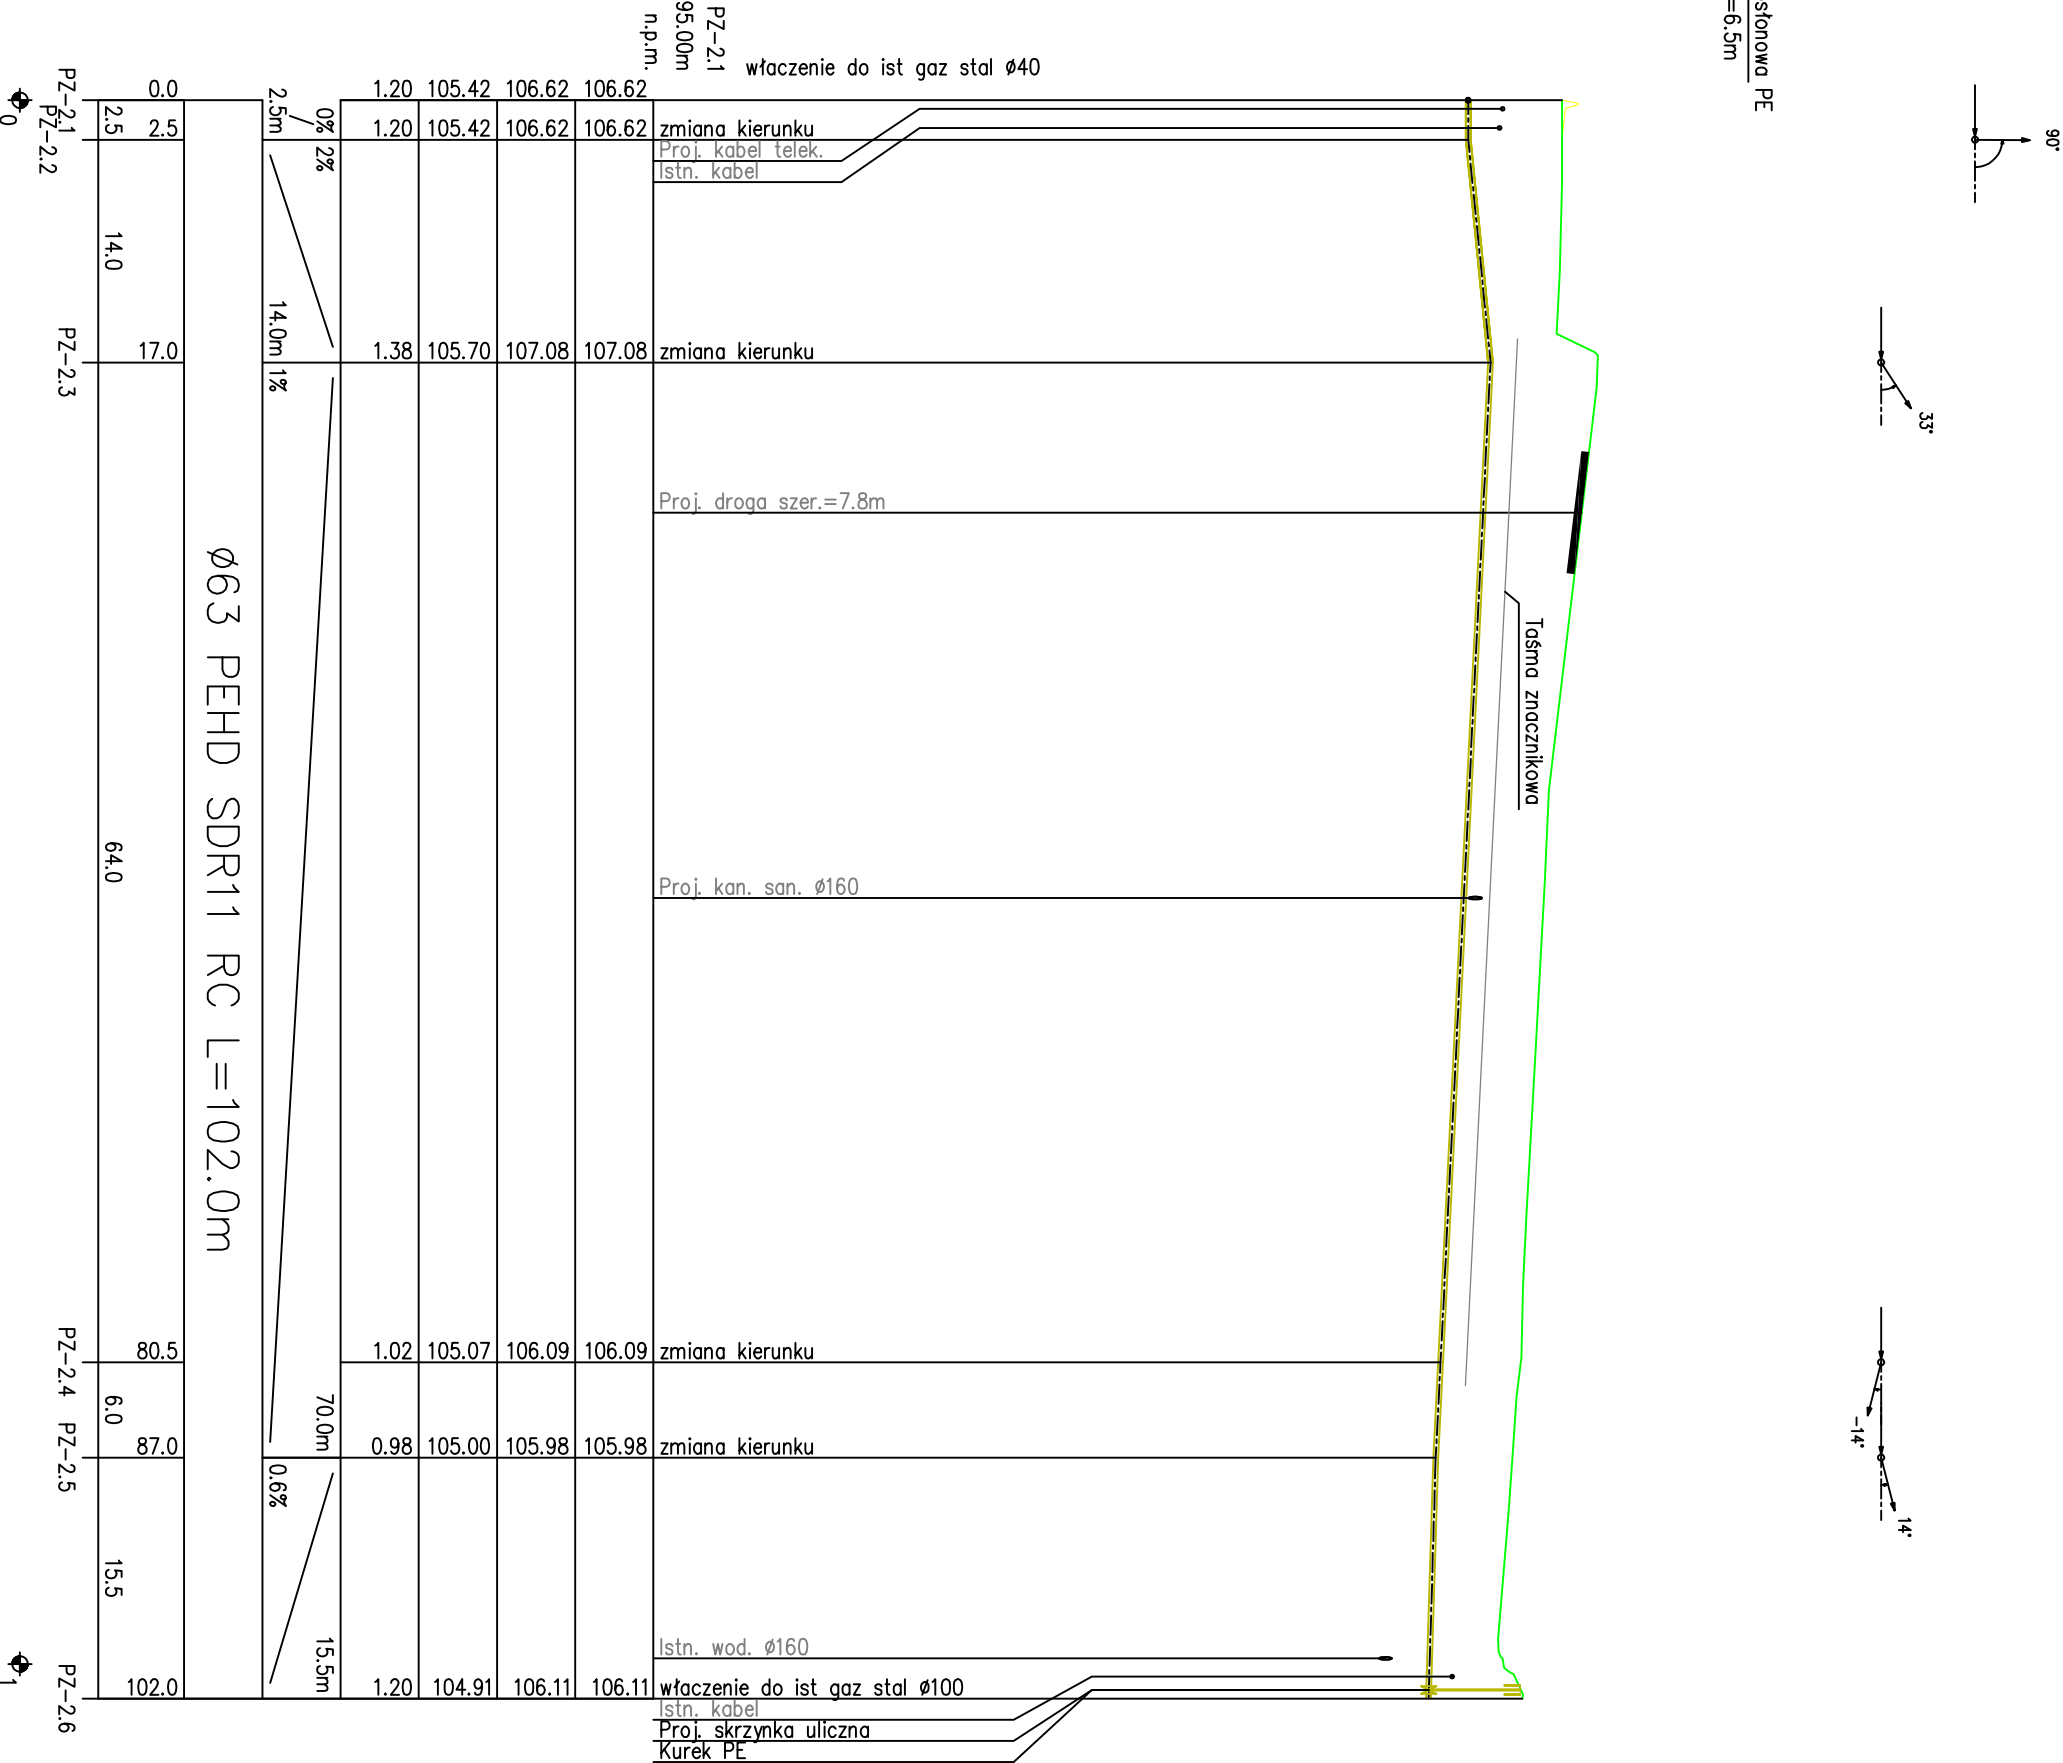 słonowa PE
=6.5m
90°
33°
-14°
14°
PZ-2.1
95.00m
n.p.m.
włączenie do ist gaz stal Ø40
0.0
1.20
105.42
106.62
106.62
2.5
1.20
105.42
106.62
106.62
zmiana kierunku
Proj. kabel telek.
Istn. kabel
17.0
1.38
105.70
107.08
107.08
zmiana kierunku
Proj. droga szer.=7.8m
Taśma znacznikowa
Proj. kan. san. Ø160
80.5
1.02
105.07
106.09
106.09
zmiana kierunku
87.0
0.98
105.00
105.98
105.98
zmiana kierunku
Istn. wod. Ø160
102.0
1.20
104.91
106.11
106.11
włączenie do ist gaz stal Ø100
Istn. kabel
Proj. skrzynka uliczna
Kurek PE
0%
2.5m
2%
14.0m
1%
70.0m
0.6%
15.5m
Ø63 PEHD SDR11 RC L=102.0m
2.5
14.0
64.0
6.0
15.5
PZ-2.1
PZ-2.2
PZ-2.3
PZ-2.4
PZ-2.5
PZ-2.6
0
1